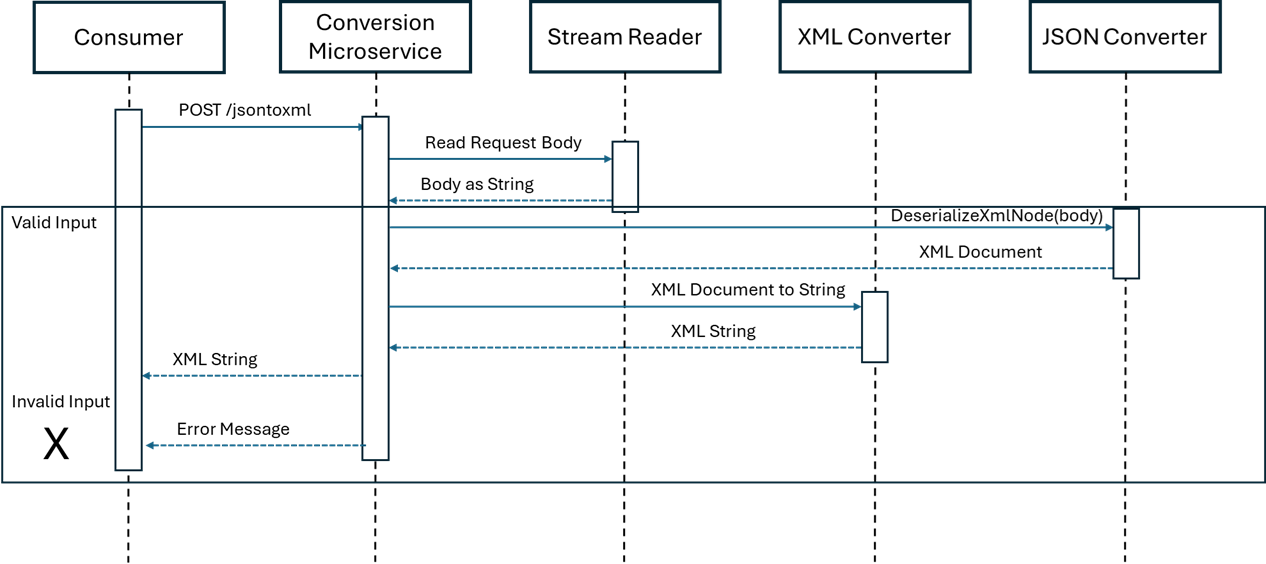 Consumer
Conversion
Microservice
Stream Reader
XML Converter
JSON Converter
POST /jsontoxml
Read Request Body
Body as String
Valid Input
DeserializeXmlNode(body)
XML Document
XML Document to String
XML String
XML String
Invalid Input
Error Message
X